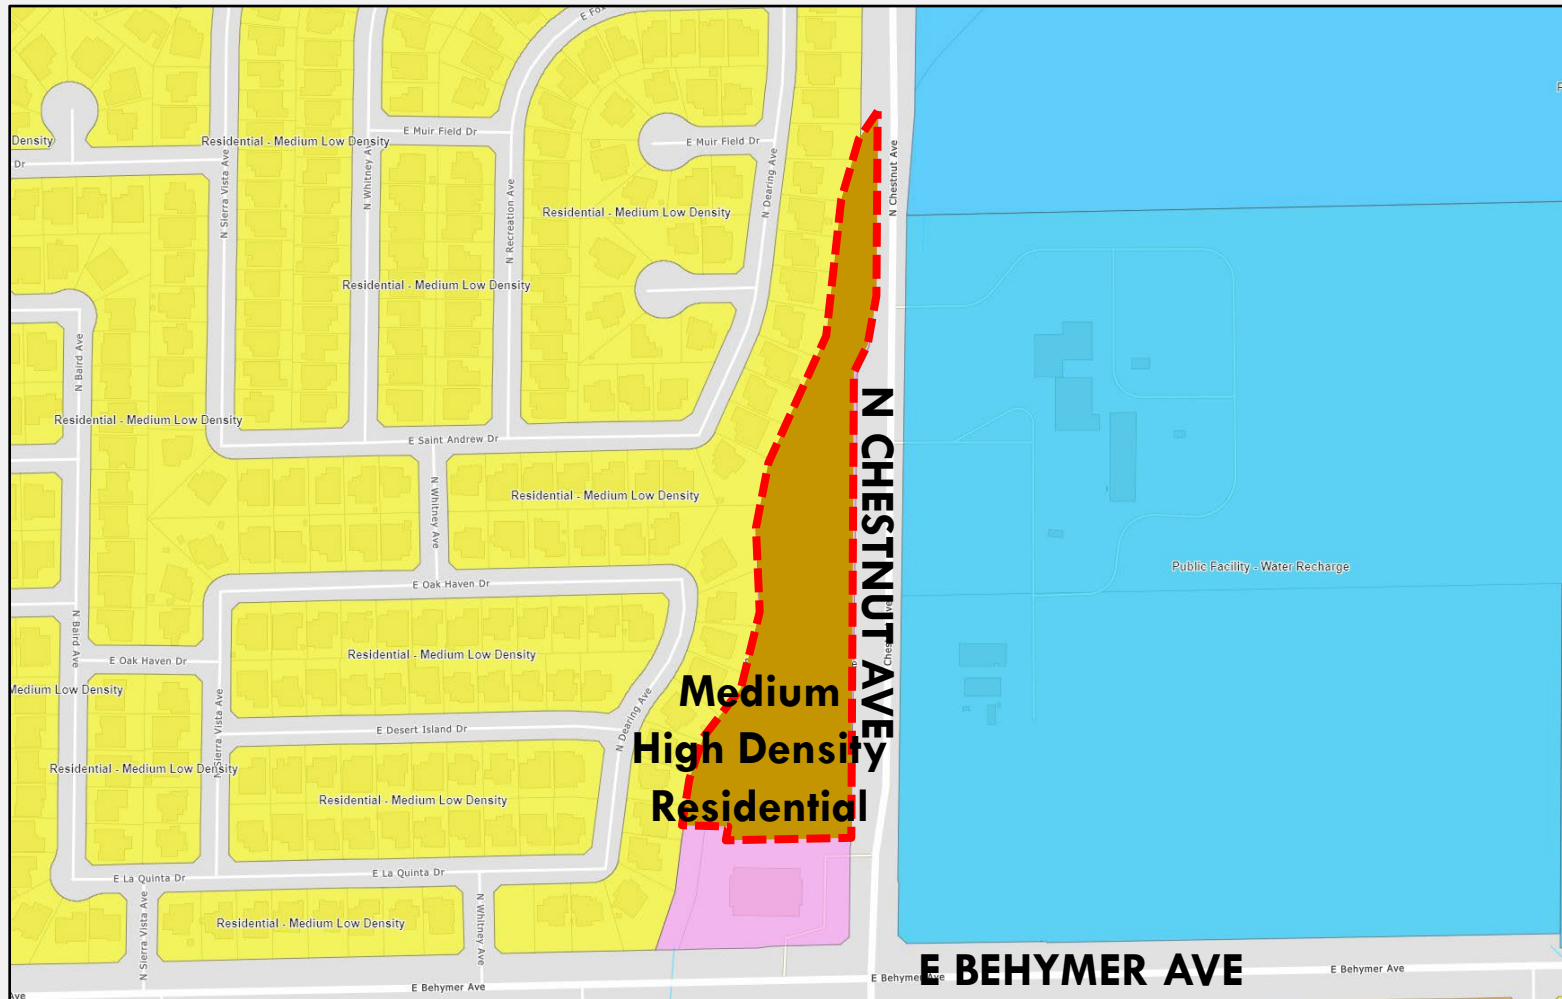 E Fox
E Muir Field Dr
Residential - Medium Low Density
Density
Dr
E Muir Field Dr
N Chestnut Ave
N Whitney Av
N Sierra Vista Ave
N Recreation Ave
N Dearing Ave
Residential - Medium Low Density
Residential - Medium Low Density
N Baird Ave
Residential - Medium Low Density
E Saint Andrew Dr
N CHESTNUT AVE
Residential - Medium Low Density
N Whitney Ave
Public Facility - Water Recharge
E Oak Haven Dr
N Baird Ave
Chestnut Ave
Residential - Medium Low Density
E Oak Haven Dr
Medium Low Density
Medium
High Density
Residential
N Sierra Vista Ave
N Dearing Ave
E Desert Island Dr
Residential - Medium Low Density
Residential - Medium Low Density
E La Quinta Dr
E La Quinta Dr
N Sierra Vista Ave
Residential - Medium Low Density
N Whitney Ave
E BEHYMER AVE
E Behymer Ave
E Behymer Ave
E Behymer Ave
Ave